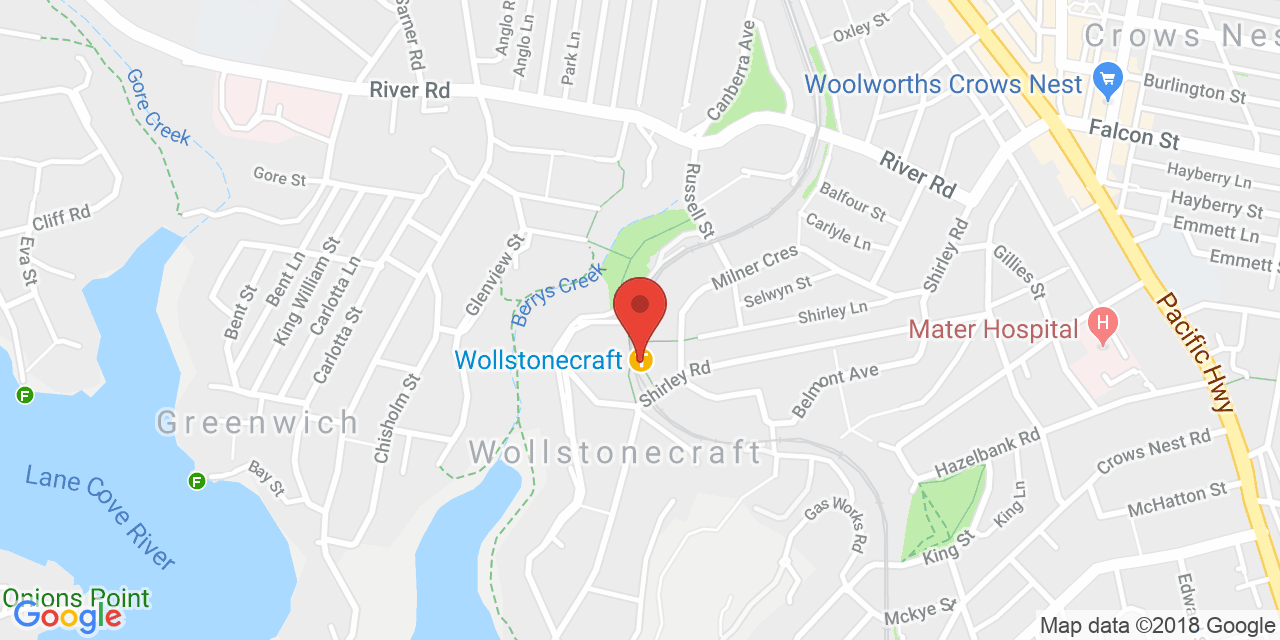 Gore Creek
Barner Rd
Anglo Rd
Anglo Ln
Park Ln
River Rd
Canberra Ave
Oxley St
Crows Nes
Woolworths Crows Nest
Burlington St
Falcon St
Hayberry Ln
Hayberry St
Emmett Ln
Emmett S
Gore St
Russell St
River Rd
Balfour St
Carlyle Ln
Cliff Rd
Eva St
Shirley Rd
Gillies St
Bent St
Bent Ln
King William St
Carlotta Ln
Carlotta St
Glenview St
Berrys Creek
Milner Cres
Selwyn St
Shirley Ln
Mater Hospital
H
Pacific Hwy
Wollstonecraft
Shirley Rd
Belmont Ave
F
Greenwich
Chisholm St
Wollstonecraft
Hazelbank Rd
Crows Nest Rd
Lane Cove River
F
Bay St
Gas Works Rd
King Ln
McHatton St
King St
Onions Point
Mckye St
Edwa
Google
Map data ©2018 Google